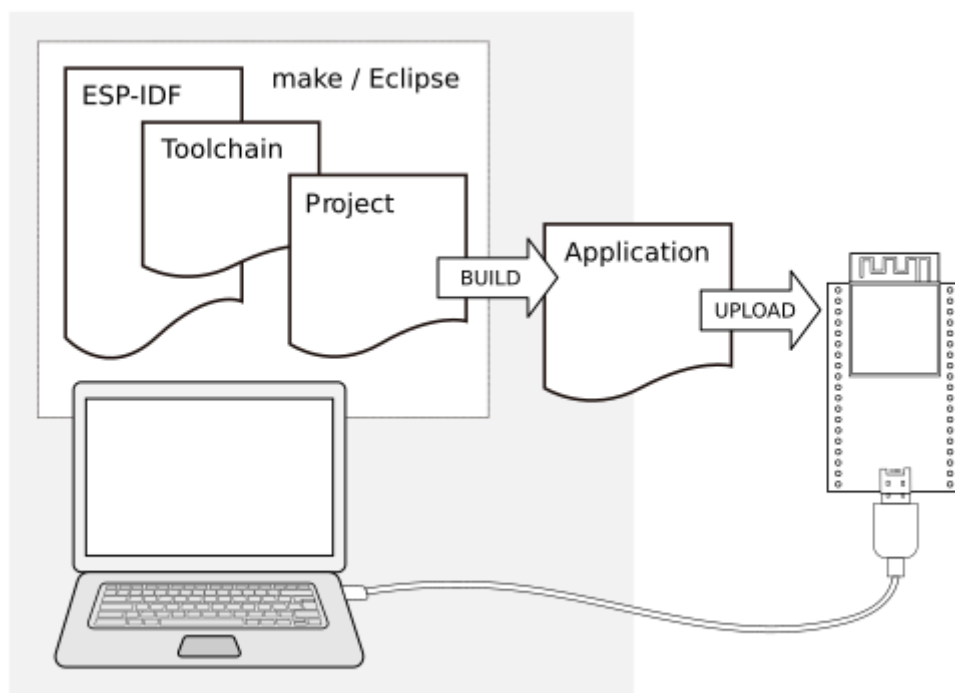 make / Eclipse
ESP-IDF
Toolchain
Project
BUILD
Application
UPLOAD